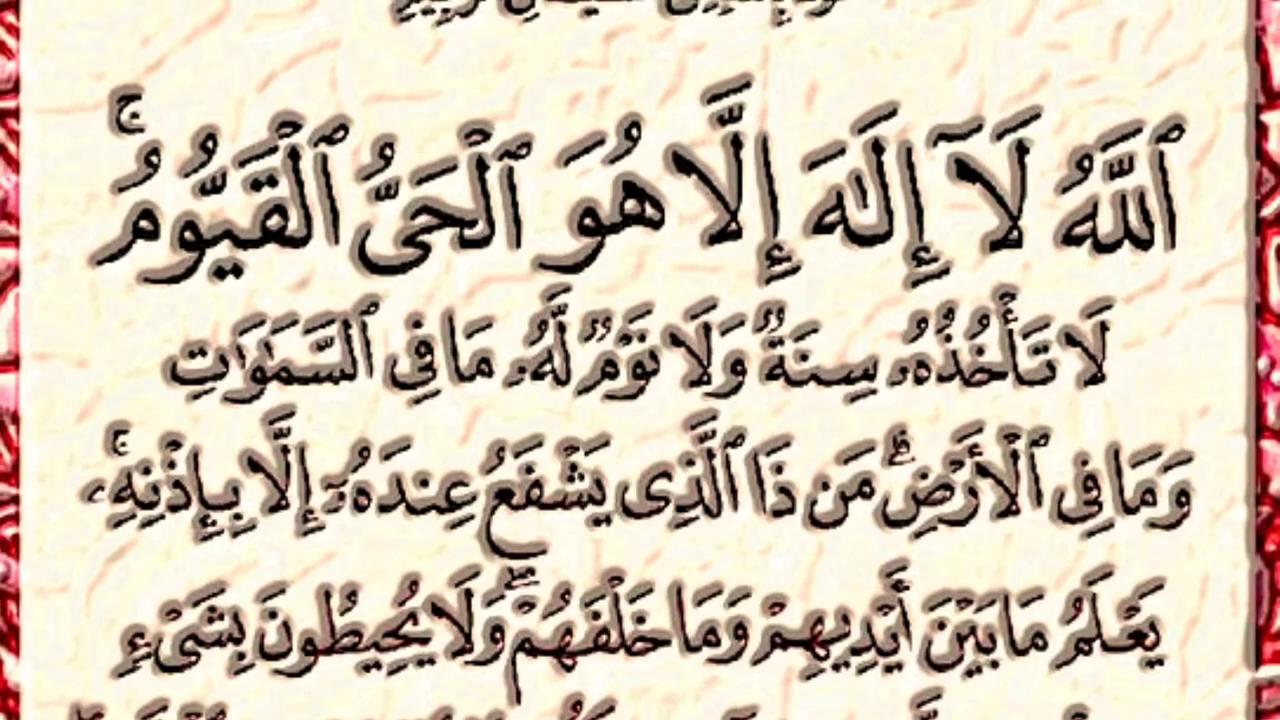 ٱللَّهُ لَآ إِلَٰهَ إِلَّا هُوَ ٱلْحَىُّ ٱلْقَيُّومُ ۚ
لَا تَأْخُذُهُۥ سِنَةٌ وَلَا نَوْمٌ لَّهُۥ مَا فِى ٱلسَّمَٰوَٰتِ
وَمَا فِى ٱلْأَرْضِ ۗ مَن ذَا ٱلَّذِى يَشْفَعُ عِندَهُۥٓ إِلَّا بِإِذْنِهِۦ ۚ
يَعْلَمُ مَا بَيْنَ أَيْدِيهِمْ وَمَا خَلْفَهُمْ ۖ وَلَا يُحِيطُونَ بِشَىْءٍ